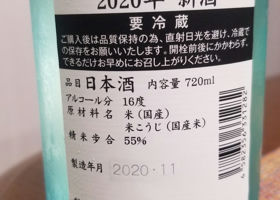 2020年 新酒
要冷蔵
ご購入後は品質保持の為、直射日光を避け、冷蔵で
の保存をお願いします。開栓前後にかかわらず、
できるだけお早めにお召し上がりください。
品目 日本酒 内容量 720ml
アルコール分 16度
原材料名 米(国産)
米こうじ(国産米)
精米歩合 55%
製造年月 2020.11
4582356331282